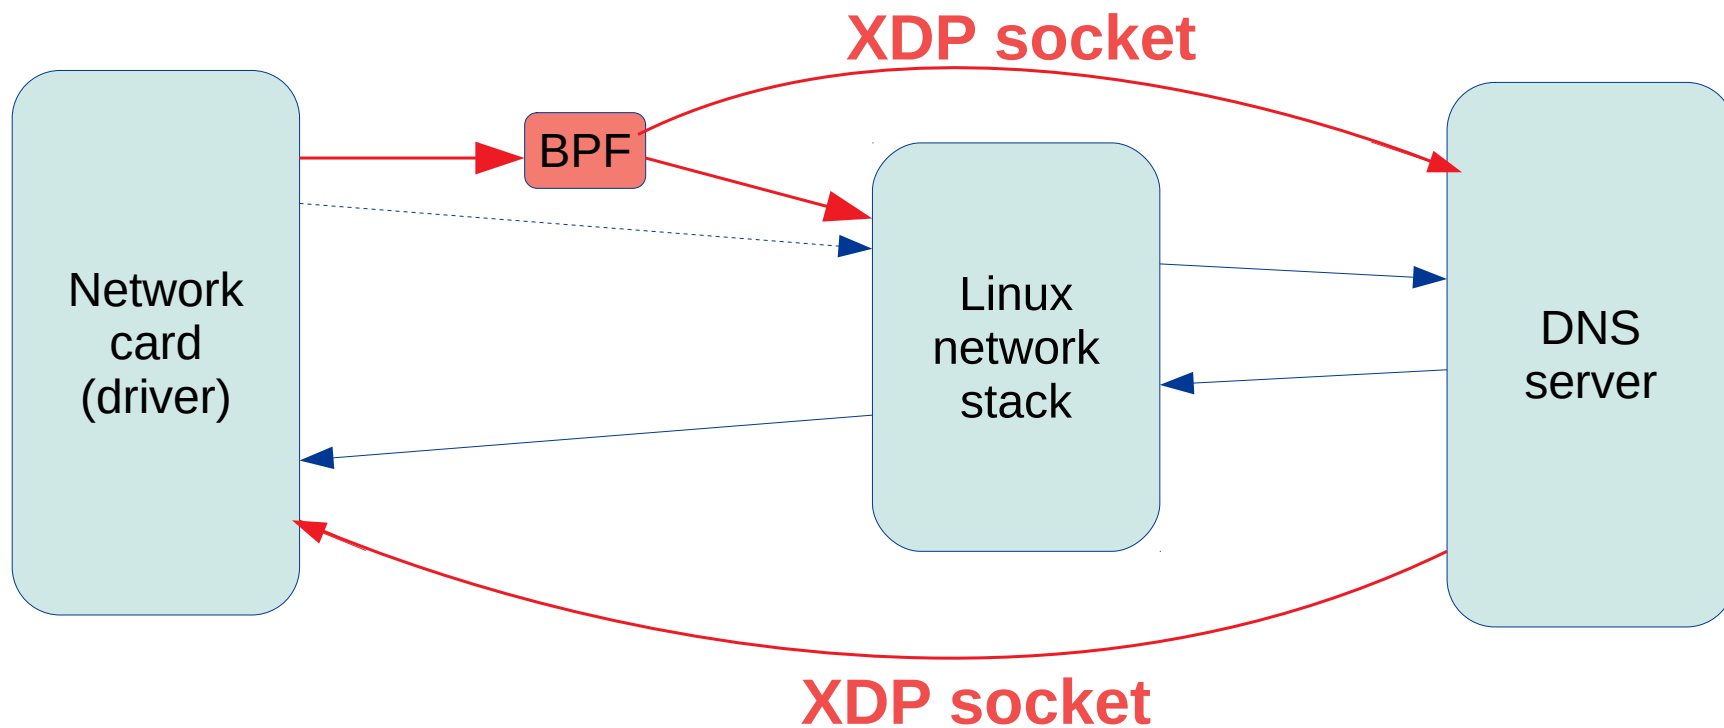 XDP socket
BPF
Network
card
(driver)
Linux
network
stack
DNS
server
XDP socket